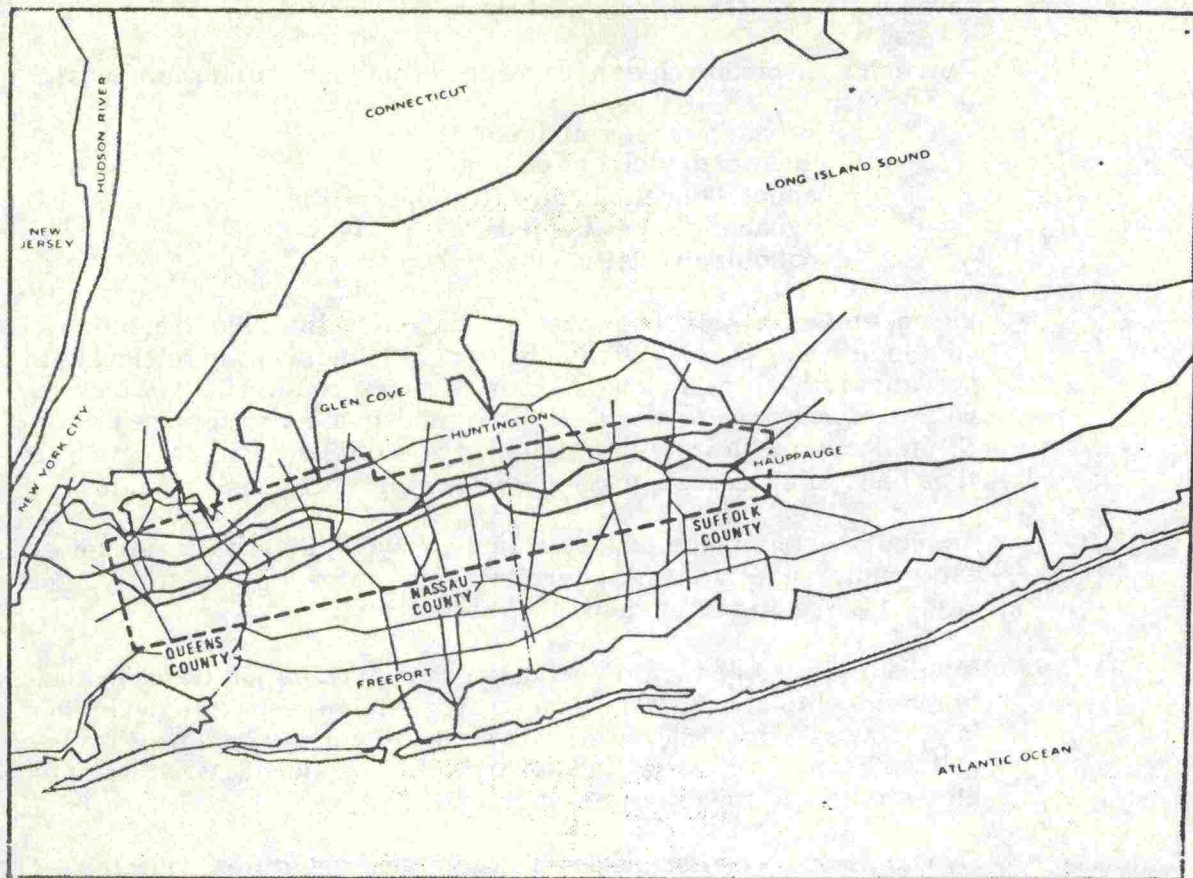 HUDSON RIVER
CONNECTICUT
LONG ISLAND SOUND
NEW
JERSEY
GLEN COVE
HUNTINGTON
NEW YORK CITY
HAUPPAUGE
SUFFOLK
COUNTY
NASSAU
COUNTY
QUEENS
COUNTY
FREEPORT
ATLANTIC OCEAN